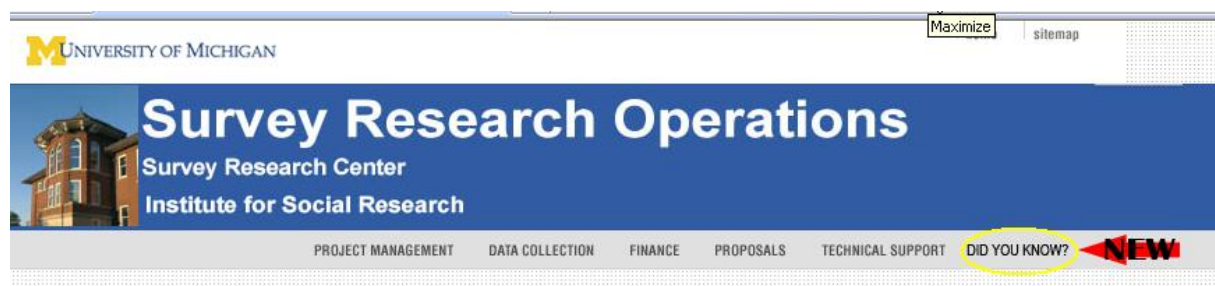 Maximize
sitemap
MUNIVERSITY OF MICHIGAN
Survey Research Operations
Survey Research Center
Institute for Social Research
PROJECT MANAGEMENT DATA COLLECTION FINANCE PROPOSALS TECHNICAL SUPPORT DID YOU KNOW? NEW